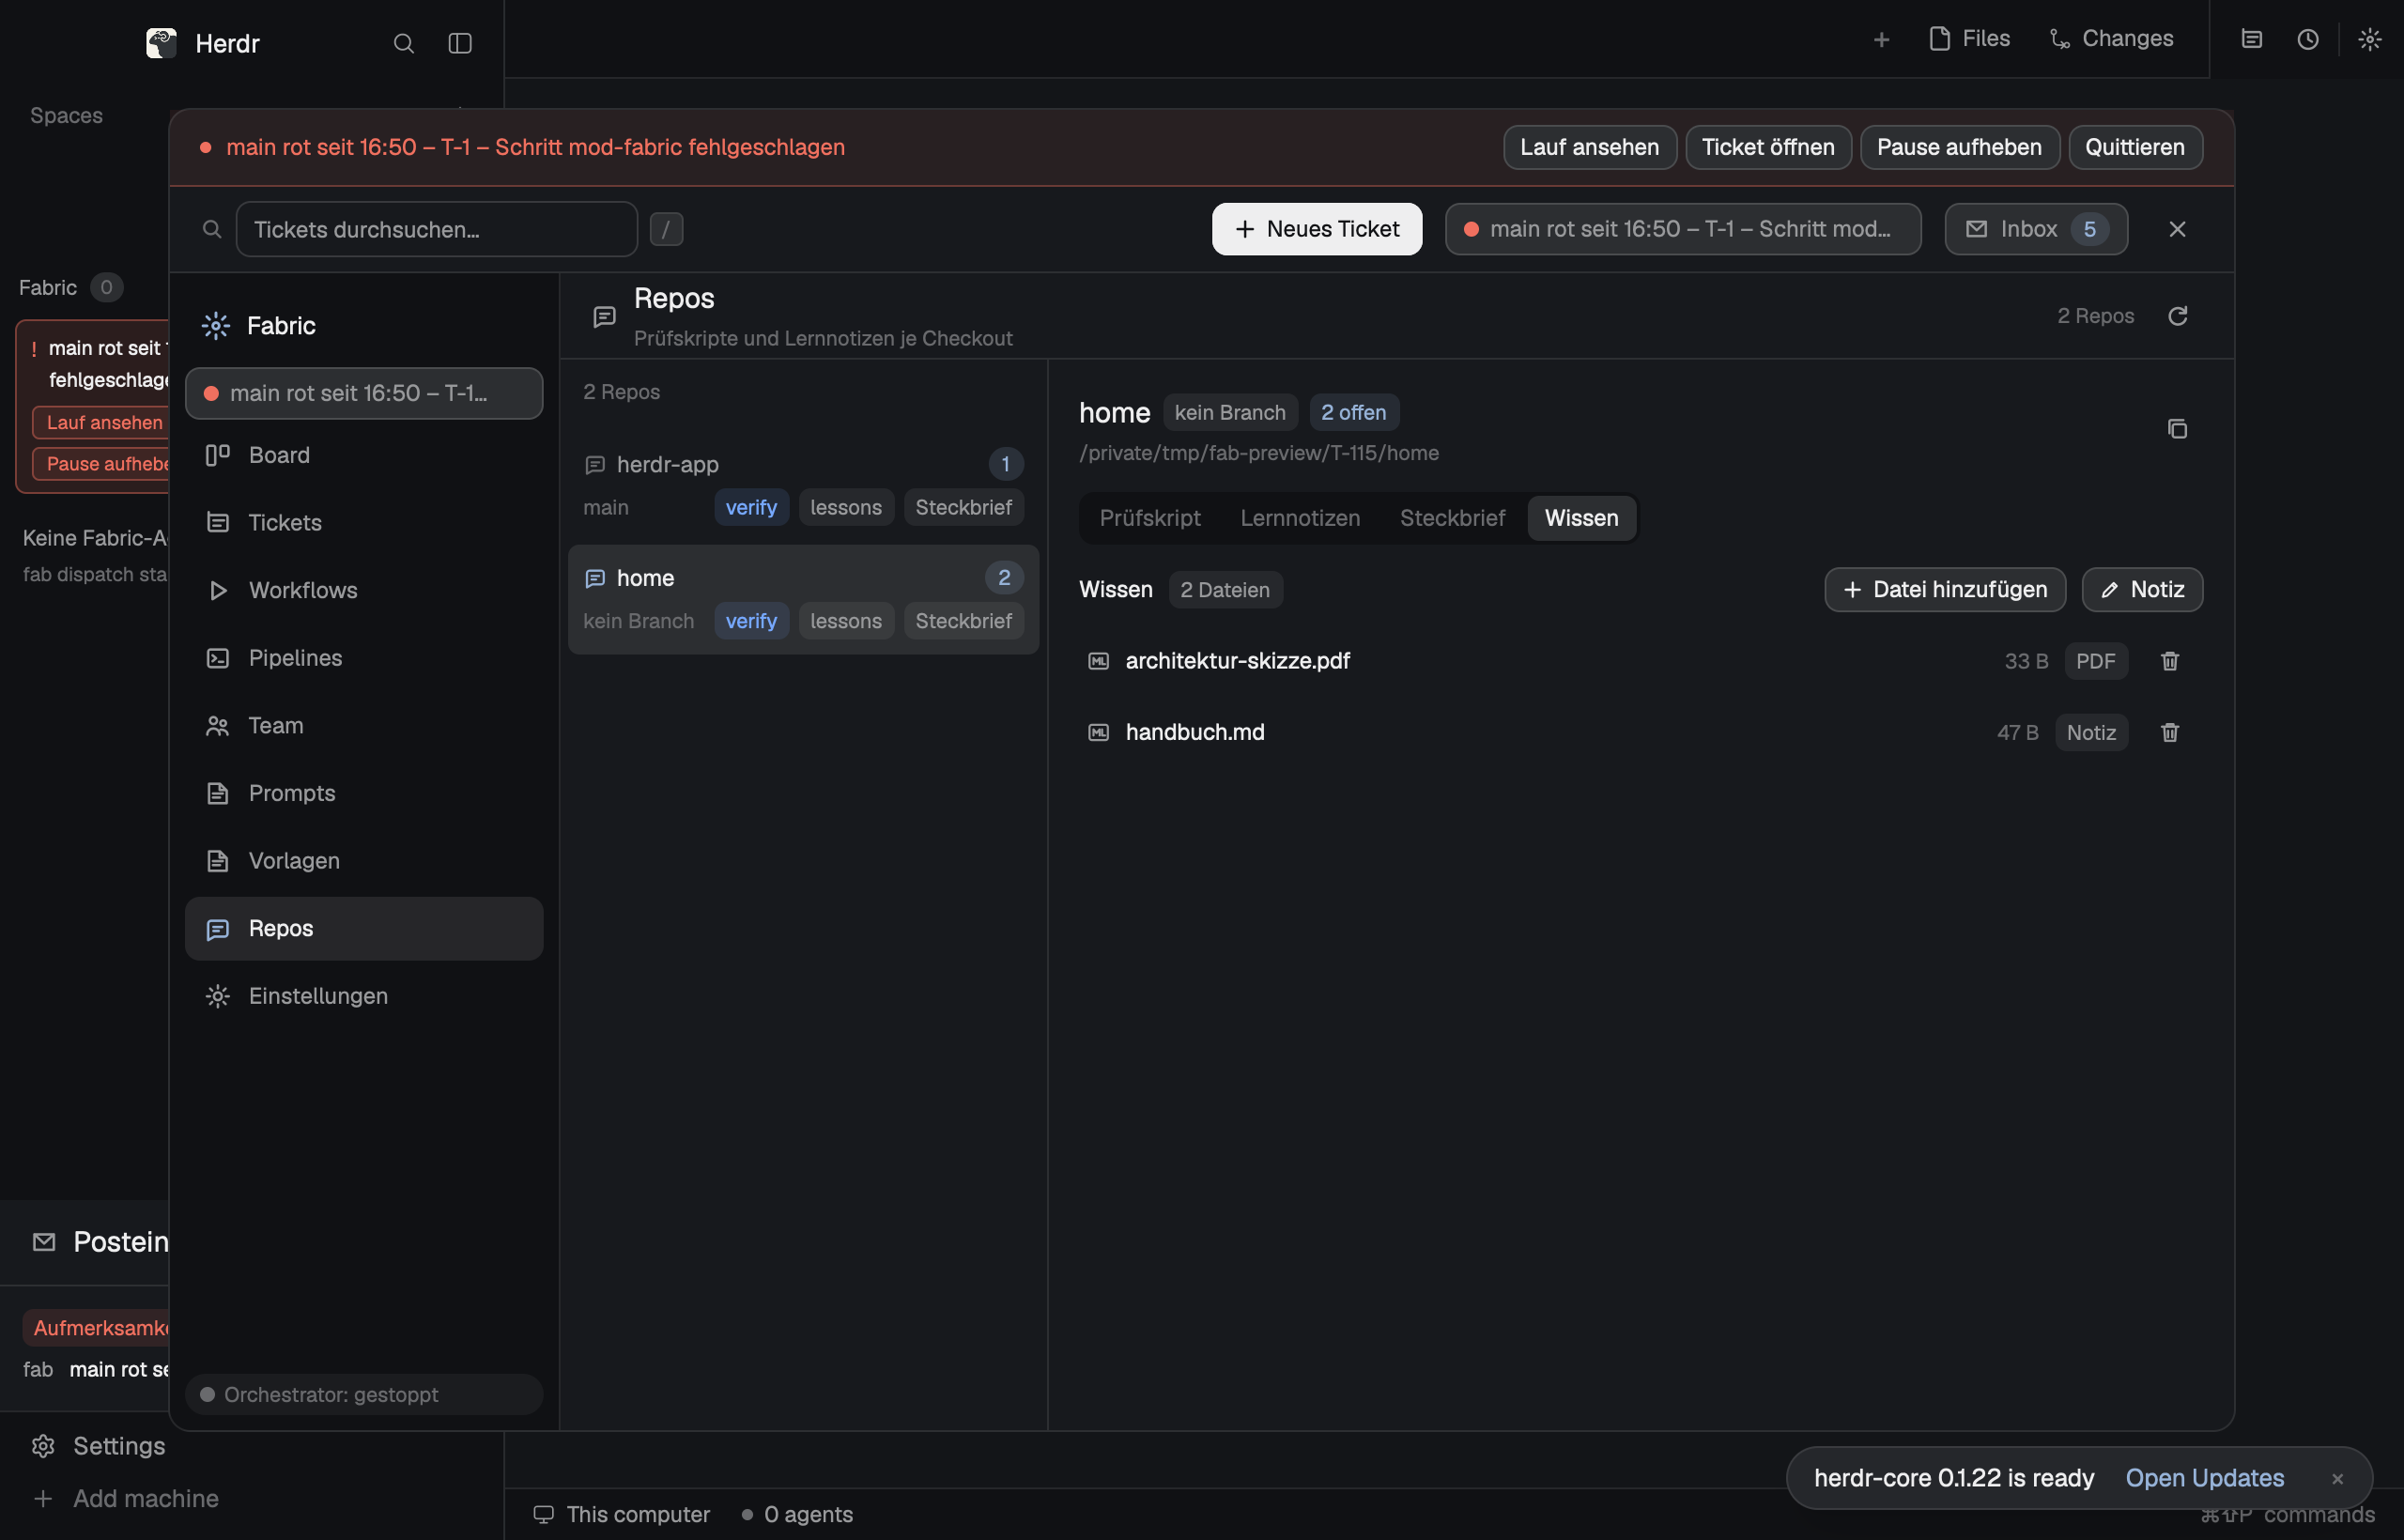 Herdr
Files
Changes
Spaces
main rot seit 16:50 – T-1 – Schritt mod-fabric fehlgeschlagen
Lauf ansehen
Ticket öffnen
Pause aufheben
Quittieren
Tickets durchsuchen...
/
Neues Ticket
main rot seit 16:50 – T-1 – Schritt mod...
Inbox 5
Fabric 0
main rot seit
fehlgeschlage
Lauf ansehen
Pause aufhebe
Keine Fabric-A
fab dispatch sta
Fabric
main rot seit 16:50 – T-1...
Board
Tickets
Workflows
Pipelines
Team
Prompts
Vorlagen
Repos
Einstellungen
Orchestrator: gestoppt
Repos
Prüfskripte und Lernnotizen je Checkout
2 Repos
2 Repos
herdr-app 1
main verify lessons Steckbrief
home 2
kein Branch verify lessons Steckbrief
home kein Branch 2 offen
/private/tmp/fab-preview/T-115/home
Prüfskript Lernnotizen Steckbrief Wissen
Wissen 2 Dateien
Datei hinzufügen
Notiz
architektur-skizze.pdf 33 B PDF
handbuch.md 47 B Notiz
Postein
Aufmerksamke
fab main rot se
Settings
Add machine
This computer
0 agents
herdr-core 0.1.22 is ready Open Updates
⌘⇧P commands